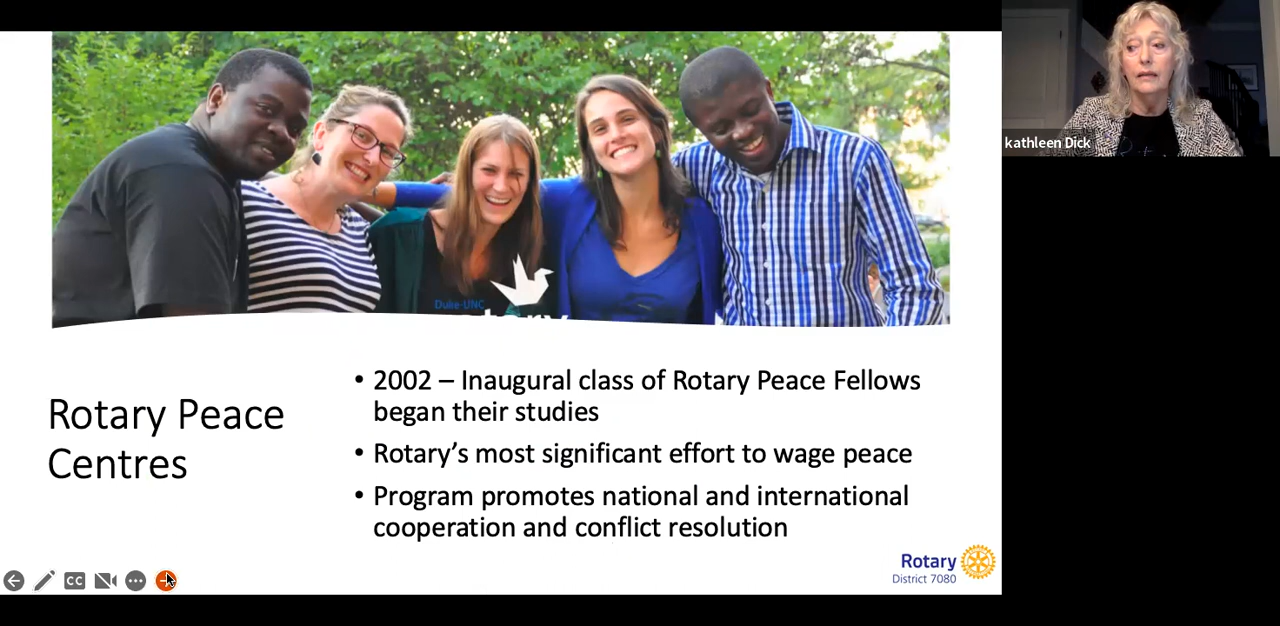 kathleen Dick
Duke-UNC
Rotary Peace
Centres
• 2002 – Inaugural class of Rotary Peace Fellows
began their studies
• Rotary’s most significant effort to wage peace
• Program promotes national and international
cooperation and conflict resolution
CC
Rotary
District 7080